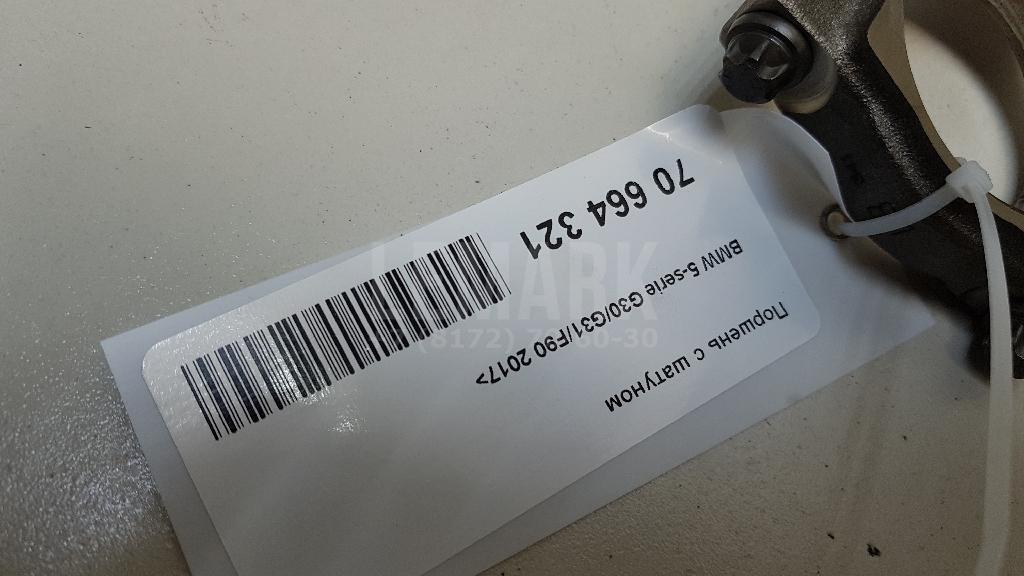 70 664 321
BMW 5-serie G30/G31/F90 2017>
Поршень с шатуном